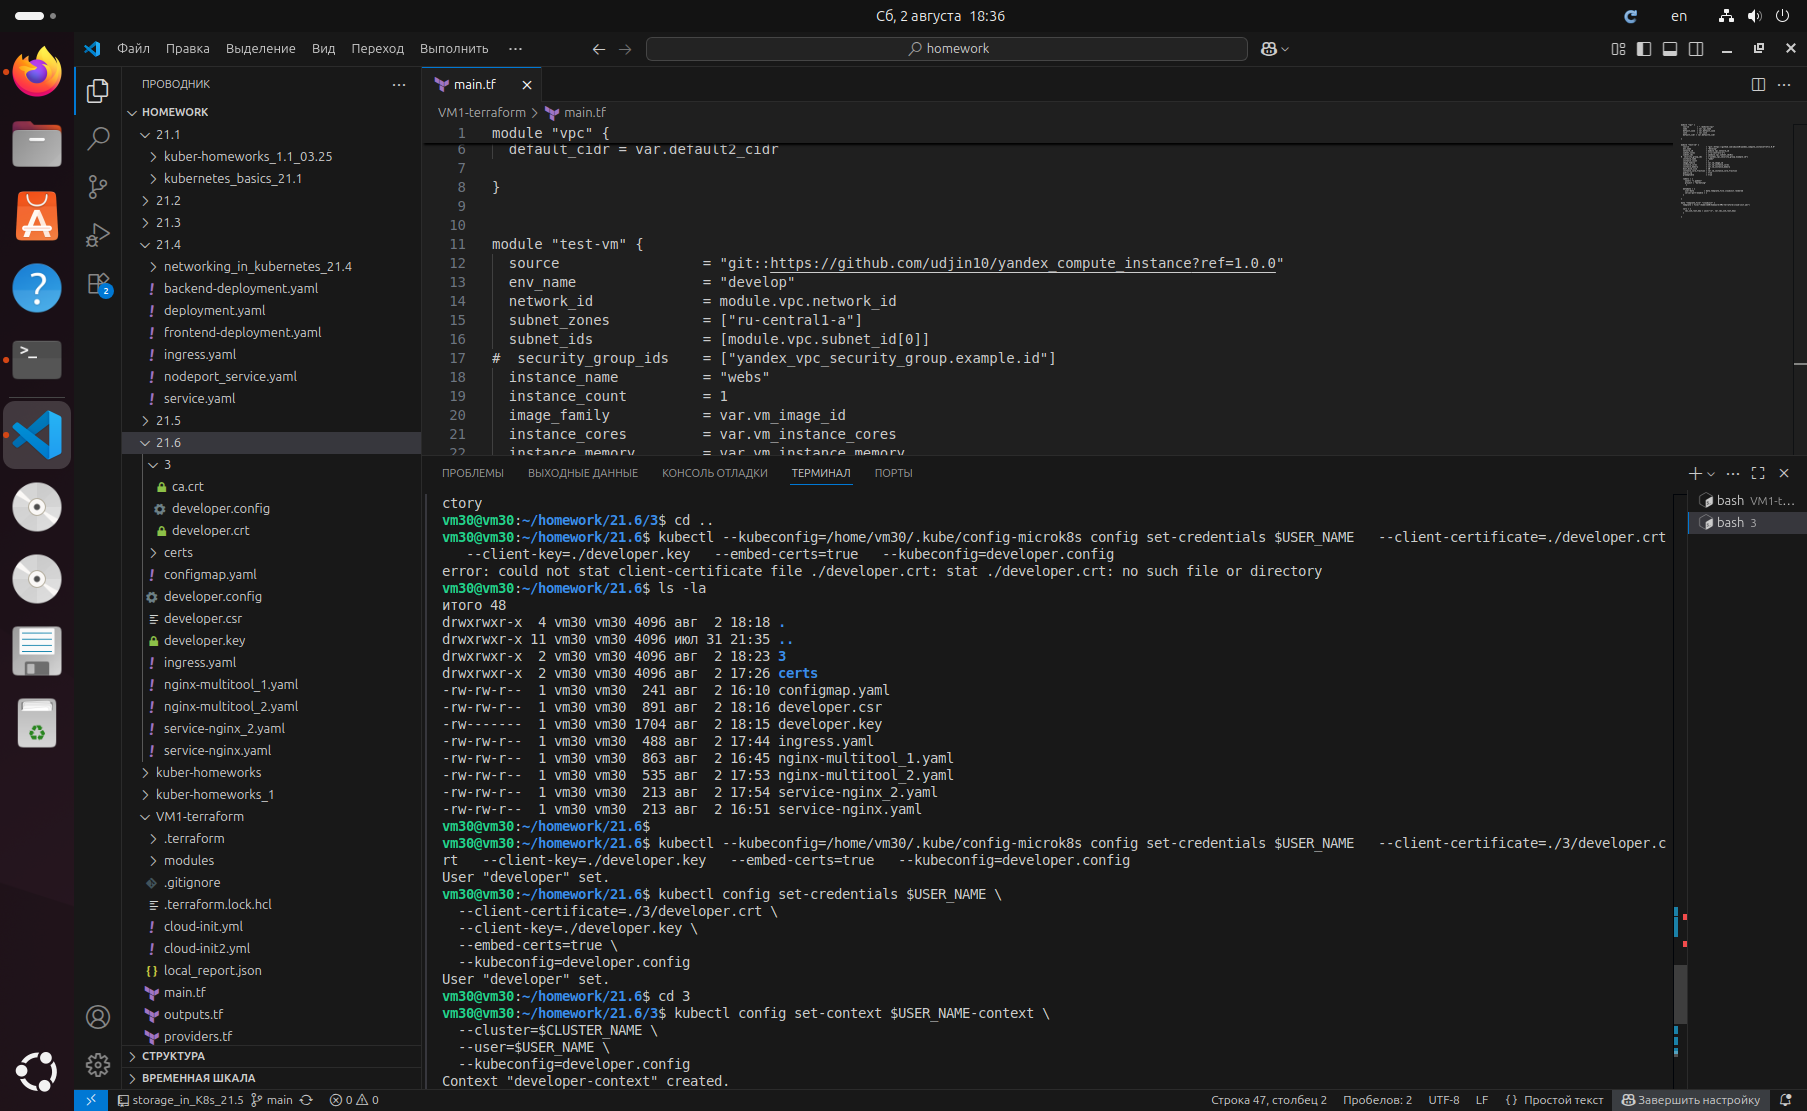 Сб, 2 августа 18:36
en
Файл Правка Выделение Вид Переход Выполнить ···
homework
ПРОВОДНИК
HOMEWORK
21.1
kuber-homeworks_1.1_03.25
kubernetes_basics_21.1
21.2
21.3
21.4
networking_in_kubernetes_21.4
backend-deployment.yaml
deployment.yaml
frontend-deployment.yaml
ingress.yaml
nodeport_service.yaml
service.yaml
21.5
21.6
3
ca.crt
developer.config
developer.crt
certs
configmap.yaml
developer.config
developer.csr
developer.key
ingress.yaml
nginx-multitool_1.yaml
nginx-multitool_2.yaml
service-nginx_2.yaml
service-nginx.yaml
kuber-homeworks
kuber-homeworks_1
VM1-terraform
.terraform
modules
.gitignore
.terraform.lock.hcl
cloud-init.yml
cloud-init2.yml
local_report.json
main.tf
outputs.tf
providers.tf
СТРУКТУРА
ВРЕМЕННАЯ ШКАЛА
2
main.tf
VM1-terraform > main.tf
1 module "vpc" {
6 default_cidr = var.default2_cidr
7
8 }
9
10
11 module "test-vm" {
12 source = "git::https://github.com/udjin10/yandex_compute_instance?ref=1.0.0"
13 env_name = "develop"
14 network_id = module.vpc.network_id
15 subnet_zones = ["ru-central1-a"]
16 subnet_ids = [module.vpc.subnet_id[0]]
17 # security_group_ids = ["yandex_vpc_security_group.example.id"]
18 instance_name = "webs"
19 instance_count = 1
20 image_family = var.vm_image_id
21 instance_cores = var.vm_instance_cores
22 instance_memory = var.vm_instance_memory
ПРОБЛЕМЫ ВЫХОДНЫЕ ДАННЫЕ КОНСОЛЬ ОТЛАДКИ ТЕРМИНАЛ ПОРТЫ
bash VM1-t...
bash 3
ctory
vm30@vm30:~/homework/21.6/3$ cd ..
vm30@vm30:~/homework/21.6$ kubectl --kubeconfig=/home/vm30/.kube/config-microk8s config set-credentials $USER_NAME --client-certificate=./developer.crt
--client-key=./developer.key --embed-certs=true --kubeconfig=developer.config
error: could not stat client-certificate file ./developer.crt: stat ./developer.crt: no such file or directory
vm30@vm30:~/homework/21.6$ ls -la
итого 48
drwxrwxr-x 4 vm30 vm30 4096 авг 2 18:18 .
drwxrwxr-x 11 vm30 vm30 4096 июл 31 21:35 ..
drwxrwxr-x 2 vm30 vm30 4096 авг 2 18:23 3
drwxrwxr-x 2 vm30 vm30 4096 авг 2 17:26 certs
-rw-rw-r-- 1 vm30 vm30 241 авг 2 16:10 configmap.yaml
-rw-rw-r-- 1 vm30 vm30 891 авг 2 18:16 developer.csr
-rw------- 1 vm30 vm30 1704 авг 2 18:15 developer.key
-rw-rw-r-- 1 vm30 vm30 488 авг 2 17:44 ingress.yaml
-rw-rw-r-- 1 vm30 vm30 863 авг 2 16:45 nginx-multitool_1.yaml
-rw-rw-r-- 1 vm30 vm30 535 авг 2 17:53 nginx-multitool_2.yaml
-rw-rw-r-- 1 vm30 vm30 213 авг 2 17:54 service-nginx_2.yaml
-rw-rw-r-- 1 vm30 vm30 213 авг 2 16:51 service-nginx.yaml
vm30@vm30:~/homework/21.6$
vm30@vm30:~/homework/21.6$ kubectl --kubeconfig=/home/vm30/.kube/config-microk8s config set-credentials $USER_NAME --client-certificate=./3/developer.c
rt --client-key=./developer.key --embed-certs=true --kubeconfig=developer.config
User "developer" set.
vm30@vm30:~/homework/21.6$ kubectl config set-credentials $USER_NAME \
--client-certificate=./3/developer.crt \
--client-key=./developer.key \
--embed-certs=true \
--kubeconfig=developer.config
User "developer" set.
vm30@vm30:~/homework/21.6$ cd 3
vm30@vm30:~/homework/21.6/3$ kubectl config set-context $USER_NAME-context \
--cluster=$CLUSTER_NAME \
--user=$USER_NAME \
--kubeconfig=developer.config
Context "developer-context" created.
storage_in_K8s_21.5 main 0 0
Строка 47, столбец 2 Пробелов: 2 UTF-8 LF {} Простой текст Завершить настройку